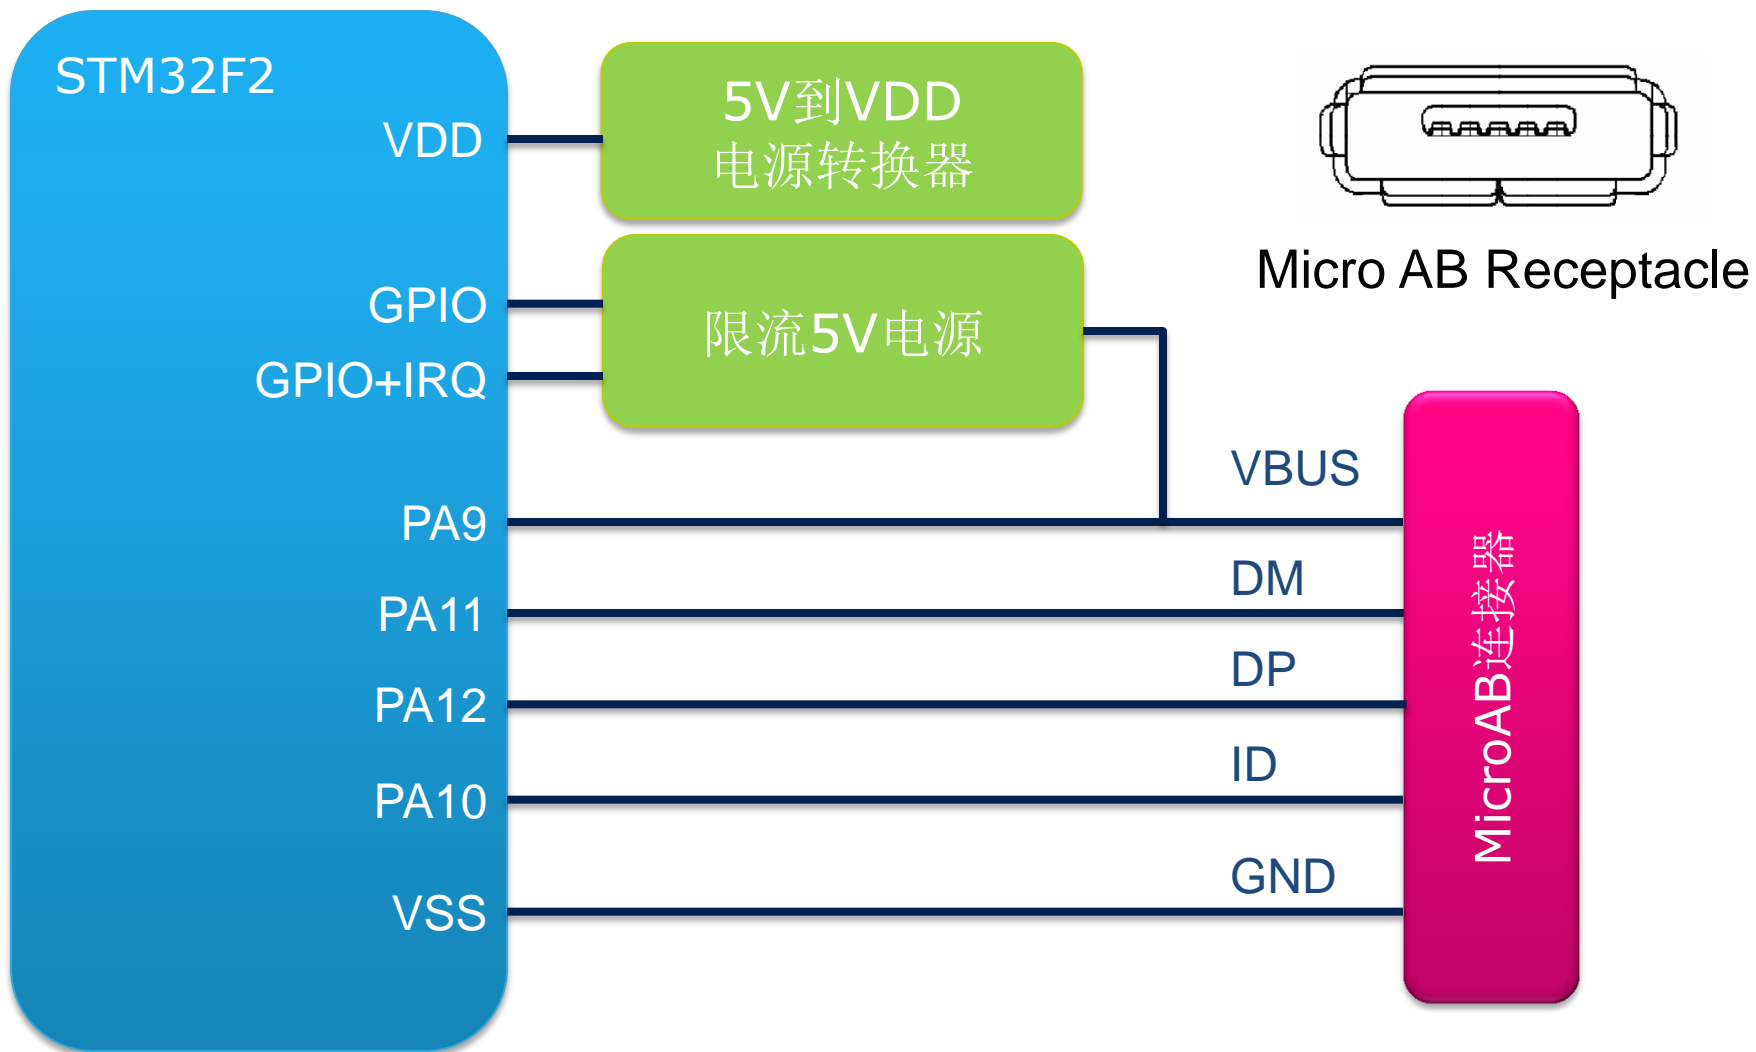 STM32F2
VDD
GPIO
GPIO+IRQ
PA9
PA11
PA12
PA10
VSS
5V到VDD
电源转换器
限流5V电源
Micro AB Receptacle
VBUS
DM
DP
ID
GND
MicroAB连接器